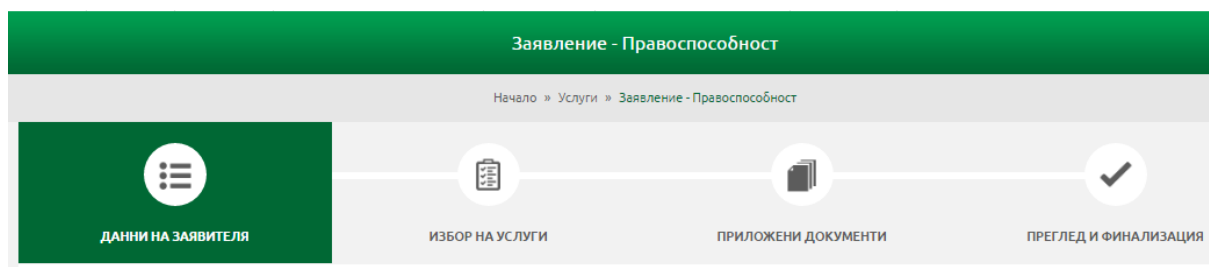 Заявление - Правоспособност
Начало » Услуги » Заявление - Правоспособност
ДАННИ НА ЗАЯВИТЕЛЯ
ИЗБОР НА УСЛУГИ
ПРИЛОЖЕНИ ДОКУМЕНТИ
ПРЕГЛЕД И ФИНАЛИЗАЦИЯ